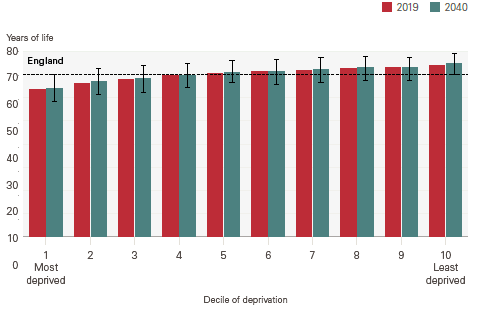 2019 2040
Years of life
80
England
70
60
50
40
30
20
10
0
1 2 3 4 5 6 7 8 9 10
Most Least
deprived deprived
Decile of deprivation